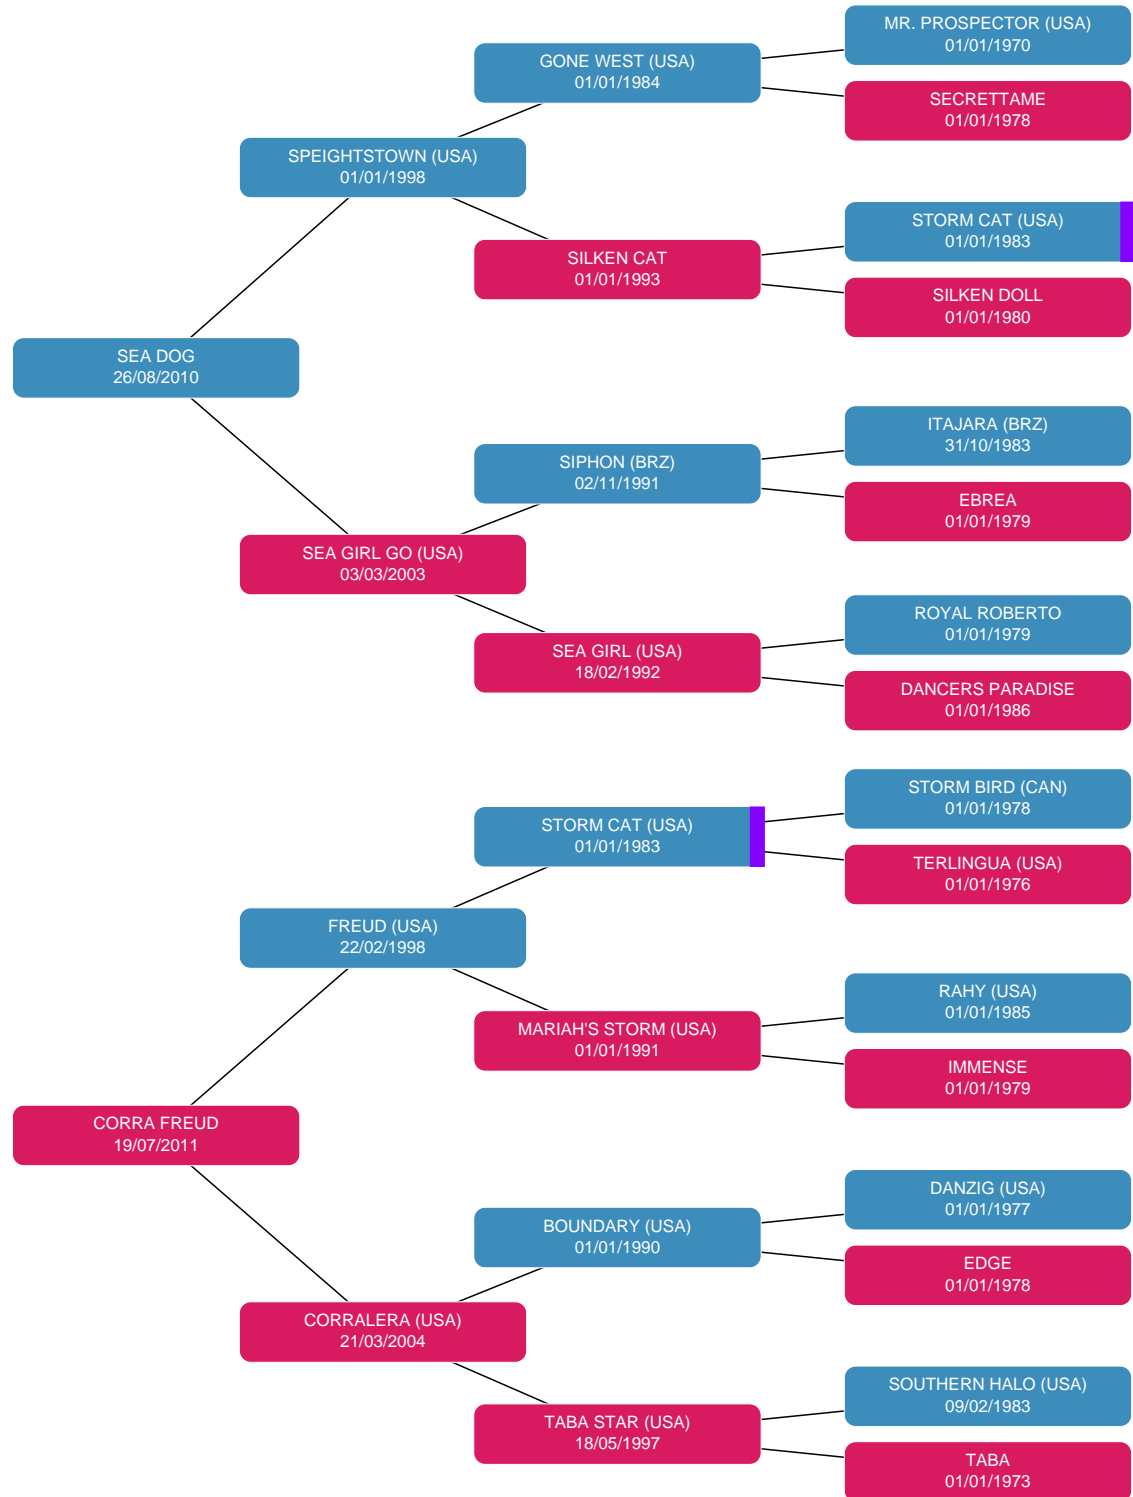 MR. PROSPECTOR (USA)
01/01/1970
GONE WEST (USA)
01/01/1984
SECRETTAME
01/01/1978
SPEIGHTSTOWN (USA)
01/01/1998
STORM CAT (USA)
01/01/1983
SILKEN CAT
01/01/1993
SILKEN DOLL
01/01/1980
SEA DOG
26/08/2010
ITAJARA (BRZ)
31/10/1983
SIPHON (BRZ)
02/11/1991
EBREA
01/01/1979
SEA GIRL GO (USA)
03/03/2003
ROYAL ROBERTO
01/01/1979
SEA GIRL (USA)
18/02/1992
DANCERS PARADISE
01/01/1986
STORM BIRD (CAN)
01/01/1978
STORM CAT (USA)
01/01/1983
TERLINGUA (USA)
01/01/1976
FREUD (USA)
22/02/1998
RAHY (USA)
01/01/1985
MARIAH'S STORM (USA)
01/01/1991
IMMENSE
01/01/1979
CORRA FREUD
19/07/2011
DANZIG (USA)
01/01/1977
BOUNDARY (USA)
01/01/1990
EDGE
01/01/1978
CORRALERA (USA)
21/03/2004
SOUTHERN HALO (USA)
09/02/1983
TABA STAR (USA)
18/05/1997
TABA
01/01/1973